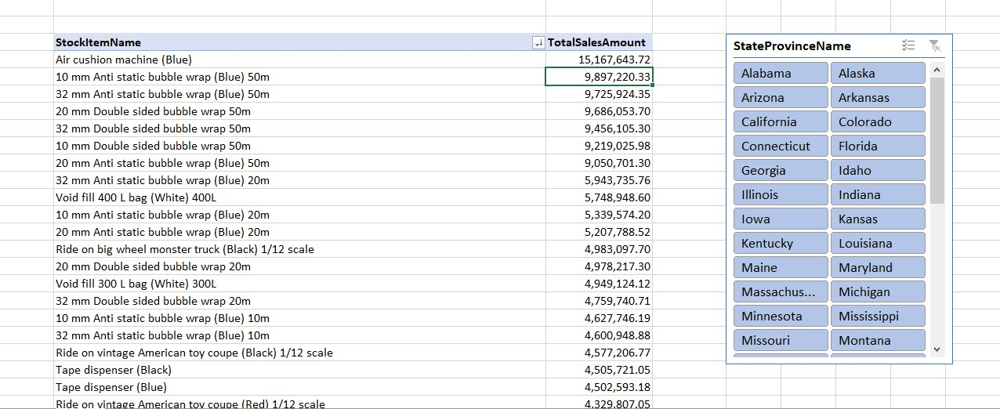 StockItemName TotalSalesAmount
Air cushion machine (Blue) 15,167,643.72
10 mm Anti static bubble wrap (Blue) 50m 9,897,220.33
32 mm Anti static bubble wrap (Blue) 50m 9,725,924.35
20 mm Double sided bubble wrap 50m 9,686,053.70
32 mm Double sided bubble wrap 50m 9,456,105.30
10 mm Double sided bubble wrap 50m 9,219,025.98
20 mm Anti static bubble wrap (Blue) 50m 9,050,701.30
32 mm Anti static bubble wrap (Blue) 20m 5,943,735.76
Void fill 400 L bag (White) 400L 5,748,948.60
10 mm Anti static bubble wrap (Blue) 20m 5,339,574.20
20 mm Anti static bubble wrap (Blue) 20m 5,207,788.52
Ride on big wheel monster truck (Black) 1/12 scale 4,983,097.70
20 mm Double sided bubble wrap 20m 4,978,217.30
Void fill 300 L bag (White) 300L 4,949,124.12
32 mm Double sided bubble wrap 20m 4,759,740.71
10 mm Anti static bubble wrap (Blue) 10m 4,627,746.19
32 mm Anti static bubble wrap (Blue) 10m 4,600,948.88
Ride on vintage American toy coupe (Black) 1/12 scale 4,577,206.77
Tape dispenser (Black) 4,505,721.05
Tape dispenser (Blue) 4,502,593.18
Ride on vintage American toy coupe (Red) 1/12 scale 4,329,807.05
StateProvinceName
Alabama Alaska
Arizona Arkansas
California Colorado
Connecticut Florida
Georgia Idaho
Illinois Indiana
Iowa Kansas
Kentucky Louisiana
Maine Maryland
Massachus... Michigan
Minnesota Mississippi
Missouri Montana